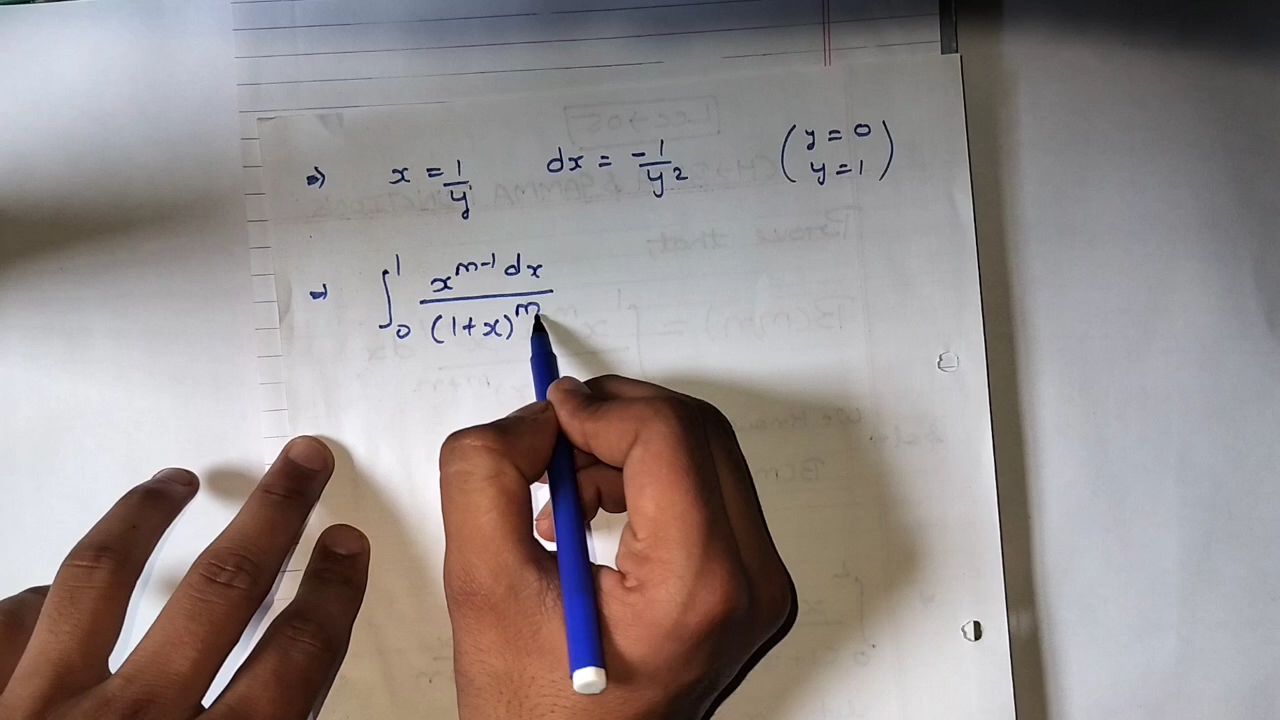 ⇒ x = 1/y dx = -1/y² (y = 0
y = 1)
⇒ ∫₀¹ x^(m-1) dx / (1+x)^m